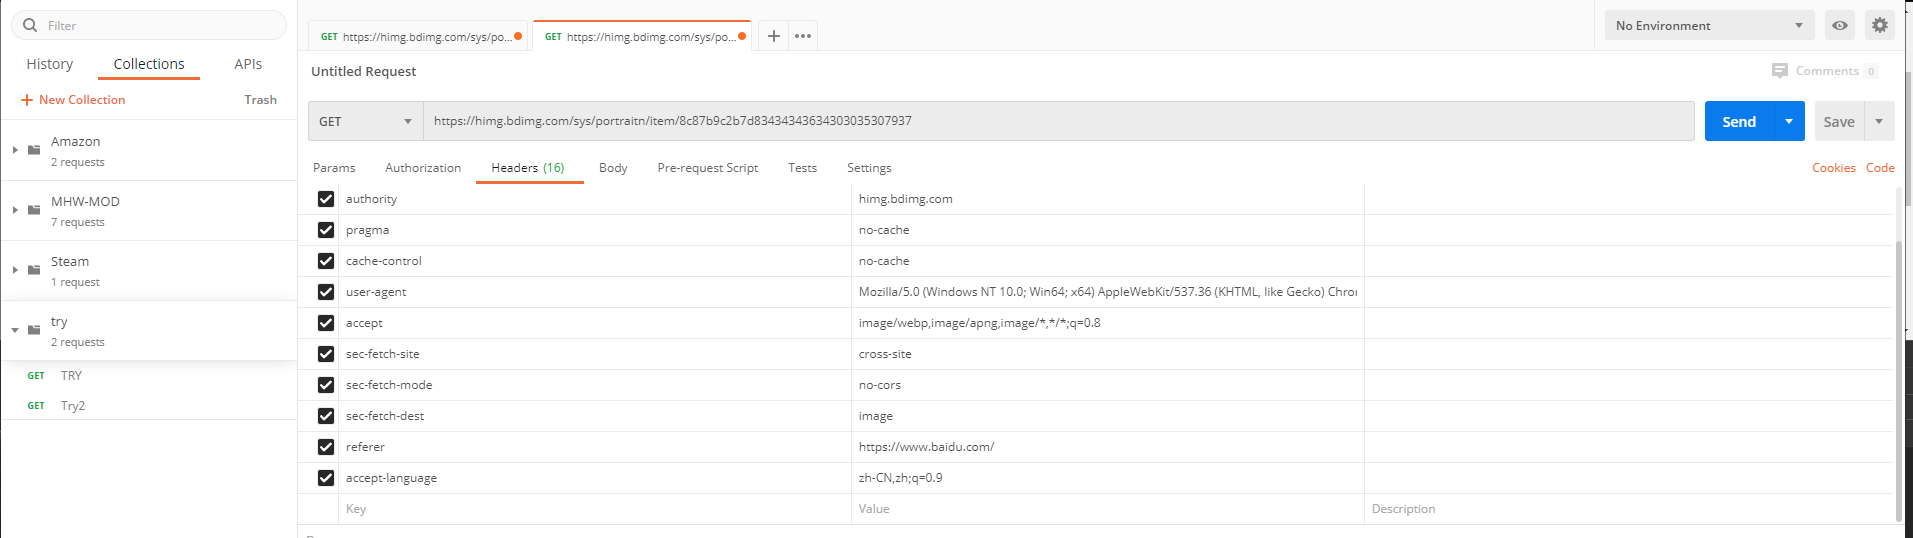 Filter
History Collections APIs
+ New Collection Trash
Amazon
2 requests
MHW-MOD
7 requests
Steam
1 request
try
2 requests
GET TRY
GET Try2
GET https://himg.bdimg.com/sys/po... GET https://himg.bdimg.com/sys/po... + •••
No Environment
Untitled Request
Comments 0
GET https://himg.bdimg.com/sys/portraitn/item/8c87b9c2b7d83434343634303035307937
Send Save
Params Authorization Headers (16) Body Pre-request Script Tests Settings Cookies Code
authority himg.bdimg.com
pragma no-cache
cache-control no-cache
user-agent Mozilla/5.0 (Windows NT 10.0; Win64; x64) AppleWebKit/537.36 (KHTML, like Gecko) Chro
accept image/webp,image/apng,image/*,*/*;q=0.8
sec-fetch-site cross-site
sec-fetch-mode no-cors
sec-fetch-dest image
referer https://www.baidu.com/
accept-language zh-CN,zh;q=0.9
Key Value Description